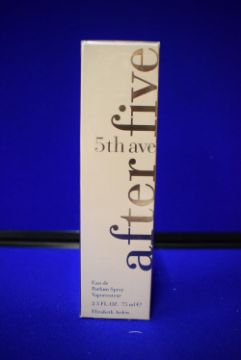 after five
5th ave
Eau de
Parfum Spray
Vaporisateur
2.5 FL.OZ. 75 ml e
Elizabeth Arden